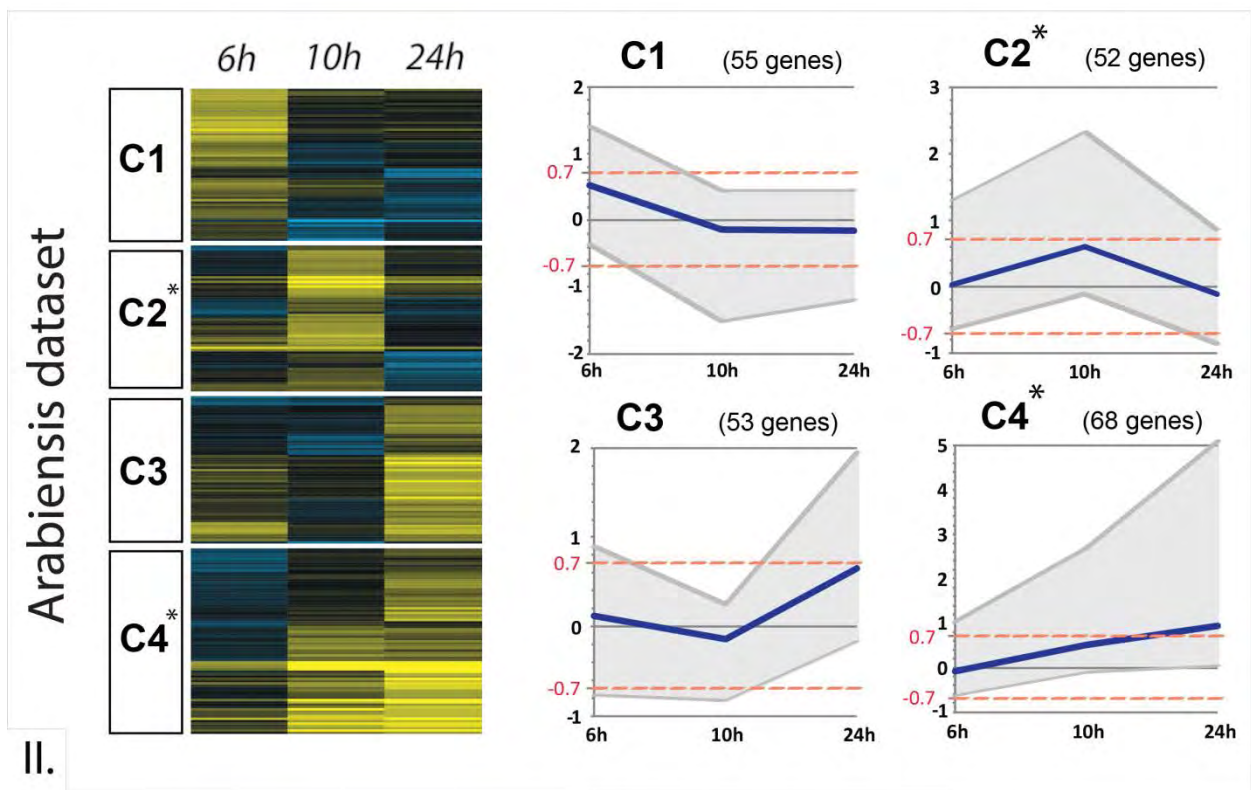 Arabiensis dataset
6h 10h 24h
C1
C2*
C3
C4*
C1 (55 genes)
2
1
0.7
0
-0.7
-1
-2
6h 10h 24h
C2* (52 genes)
3
2
1
0.7
0
-0.7
-1
6h 10h 24h
C3 (53 genes)
2
1
0.7
0
-0.7
-1
6h 10h 24h
C4* (68 genes)
5
4
3
2
1
0.7
0
-0.7
-1
6h 10h 24h
II.